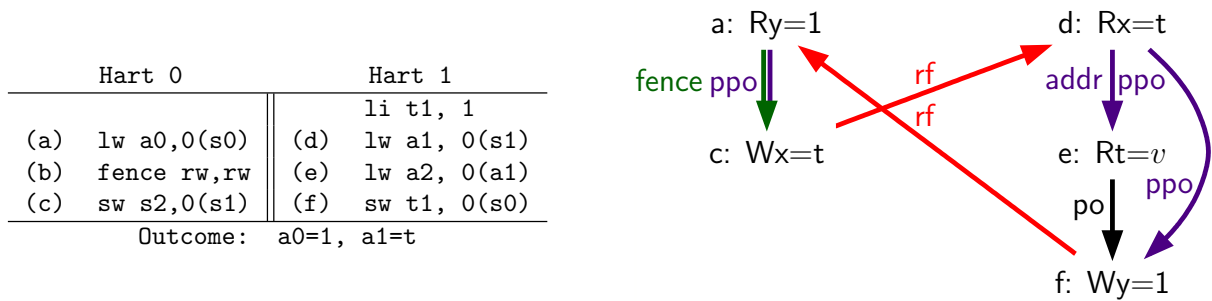 Hart 0 Hart 1
li t1, 1
(a) lw a0,0(s0) (d) lw a1, 0(s1)
(b) fence rw,rw (e) lw a2, 0(a1)
(c) sw s2,0(s1) (f) sw t1, 0(s0)
Outcome: a0=1, a1=t
a: Ry=1 d: Rx=t
fence ppo rf addr ppo
rf
c: Wx=t e: Rt=v
po ppo
f: Wy=1